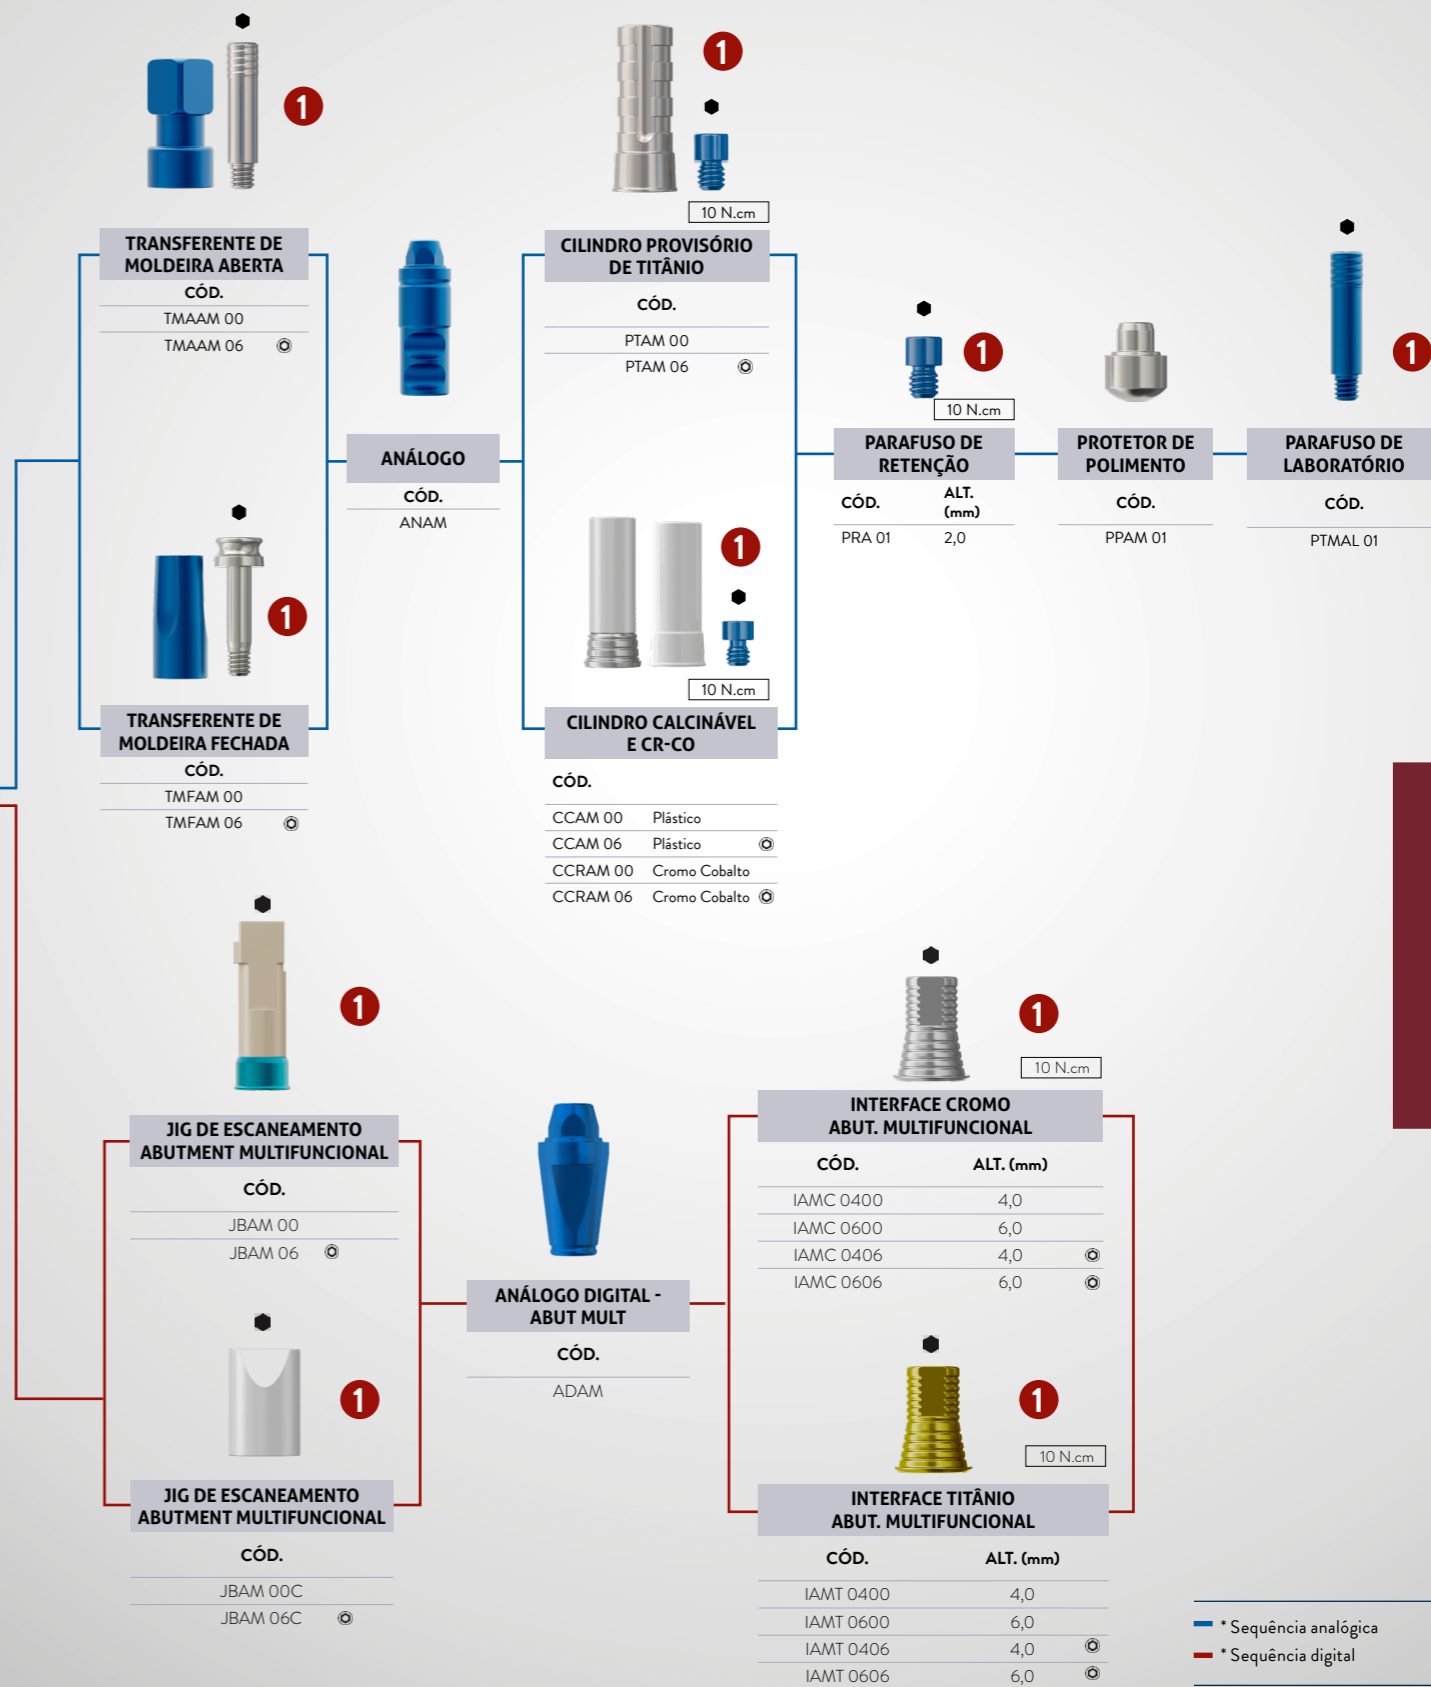 1
TRANSFERENTE DE
MOLDEIRA ABERTA
CÓD.
TMAAM 00
TMAAM 06
1
TRANSFERENTE DE
MOLDEIRA FECHADA
CÓD.
TMFAM 00
TMFAM 06
ANÁLOGO
CÓD.
ANAM
1
10 N.cm
CILINDRO PROVISÓRIO
DE TITÂNIO
CÓD.
PTAM 00
PTAM 06
1
10 N.cm
CILINDRO CALCINÁVEL
E CR-CO
CÓD.
CCAM 00 Plástico
CCAM 06 Plástico
CCRAM 00 Cromo Cobalto
CCRAM 06 Cromo Cobalto
1
10 N.cm
PARAFUSO DE
RETENÇÃO
CÓD. ALT.
(mm)
PRA 01 2,0
PROTETOR DE
POLIMENTO
CÓD.
PPAM 01
1
PARAFUSO DE
LABORATÓRIO
CÓD.
PTMAL 01
1
JIG DE ESCANEAMENTO
ABUTMENT MULTIFUNCIONAL
CÓD.
JBAM 00
JBAM 06
1
JIG DE ESCANEAMENTO
ABUTMENT MULTIFUNCIONAL
CÓD.
JBAM 00C
JBAM 06C
ANÁLOGO DIGITAL -
ABUT MULT
CÓD.
ADAM
1
10 N.cm
INTERFACE CROMO
ABUT. MULTIFUNCIONAL
CÓD. ALT. (mm)
IAMC 0400 4,0
IAMC 0600 6,0
IAMC 0406 4,0
IAMC 0606 6,0
1
10 N.cm
INTERFACE TITÂNIO
ABUT. MULTIFUNCIONAL
CÓD. ALT. (mm)
IAMT 0400 4,0
IAMT 0600 6,0
IAMT 0406 4,0
IAMT 0606 6,0
* Sequência analógica
* Sequência digital